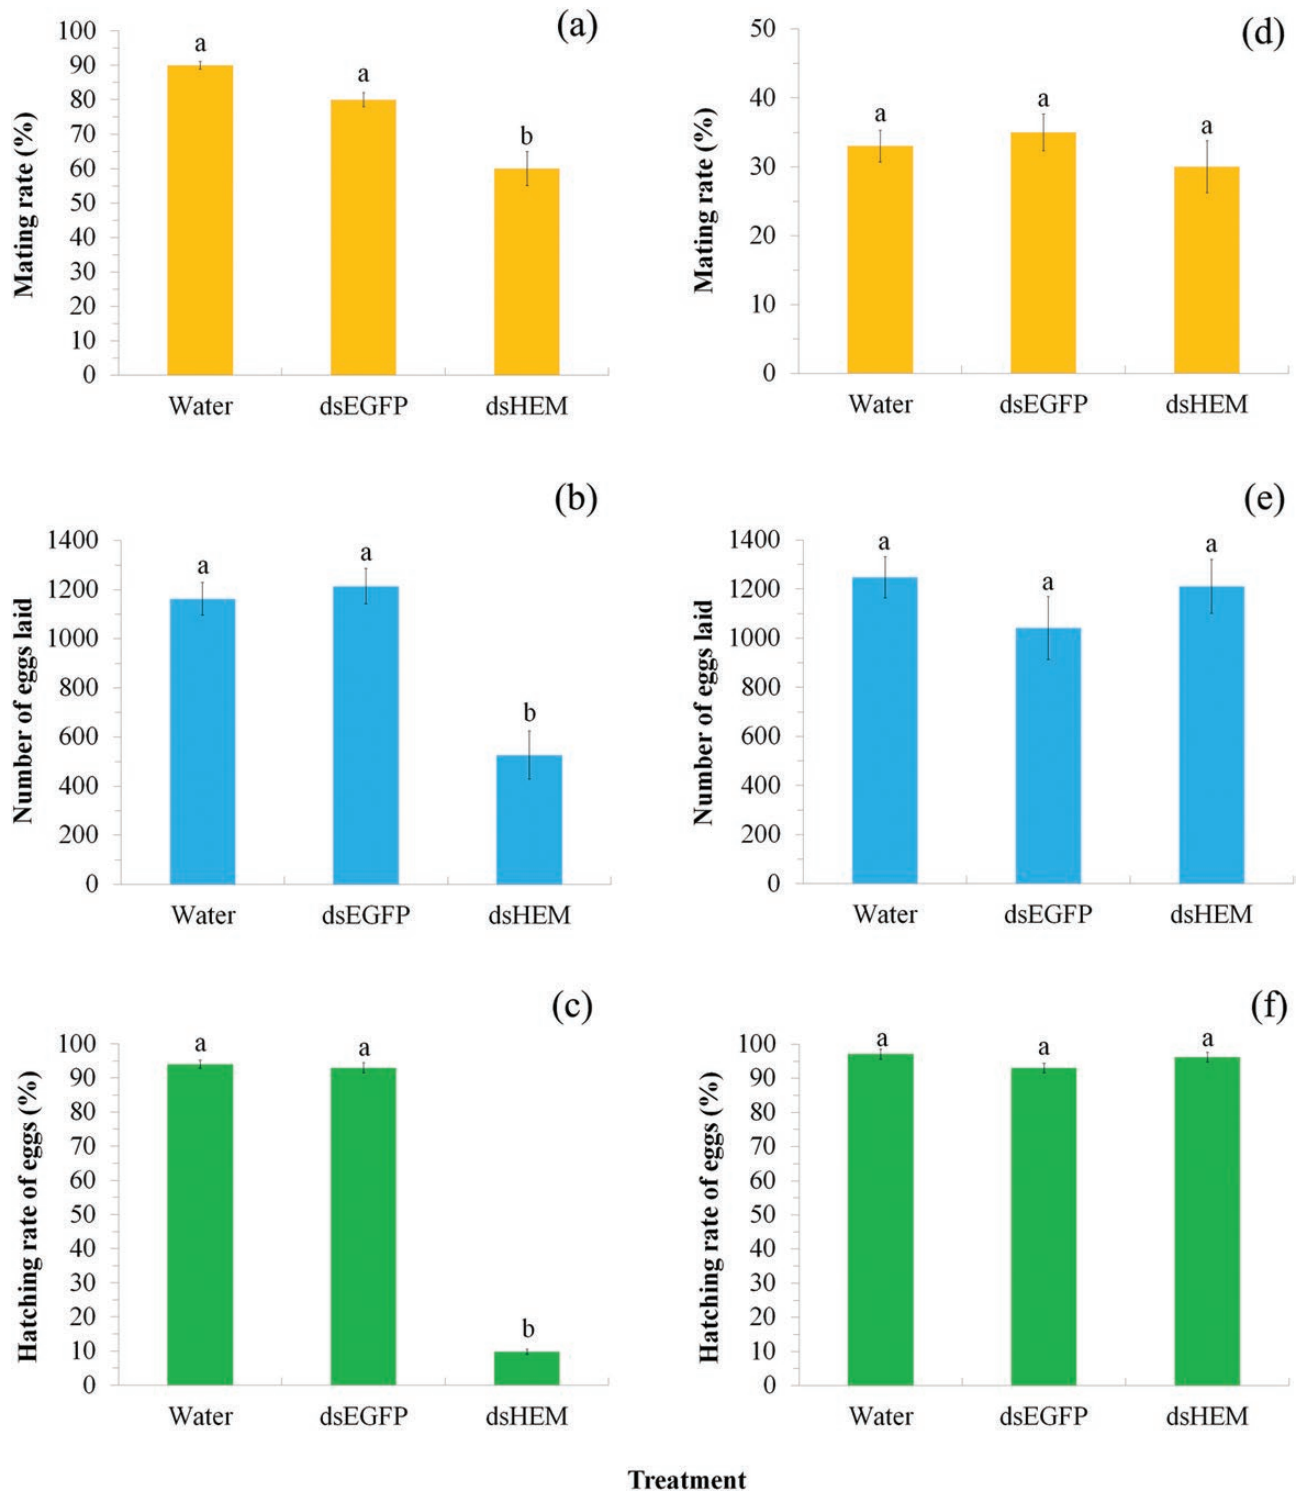 (a)
Mating rate (%)
100
90
80
70
60
50
40
30
20
10
0
a
a
b
Water
dsEGFP
dsHEM
(d)
Mating rate (%)
50
40
30
20
10
0
a
a
a
Water
dsEGFP
dsHEM
(b)
Number of eggs laid
1400
1200
1000
800
600
400
200
0
a
a
b
Water
dsEGFP
dsHEM
(e)
Number of eggs laid
1400
1200
1000
800
600
400
200
0
a
a
a
Water
dsEGFP
dsHEM
(c)
Hatching rate of eggs (%)
100
90
80
70
60
50
40
30
20
10
0
a
a
b
Water
dsEGFP
dsHEM
(f)
Hatching rate of eggs (%)
100
90
80
70
60
50
40
30
20
10
0
a
a
a
Water
dsEGFP
dsHEM
Treatment